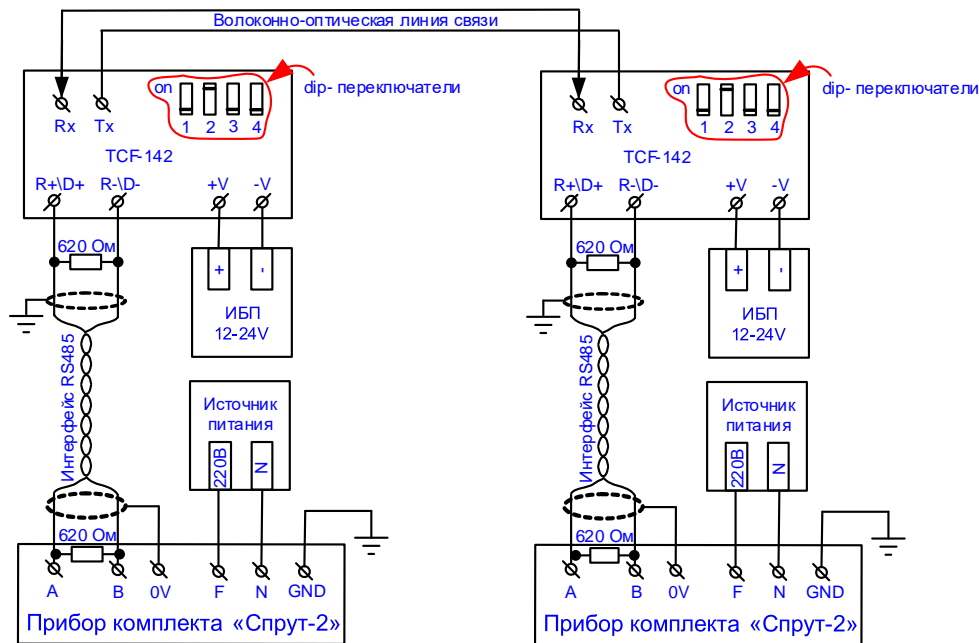 Волоконно-оптическая линия связи
on
1 2 3 4
dip- переключатели
Rx Tx
TCF-142
R+\D+ R-\D- +V -V
620 Ом
+ -
ИБП
12-24V
Интерфейс RS485
Источник
питания
220В N
620 Ом
A B 0V F N GND
Прибор комплекта «Спрут-2»
on
1 2 3 4
dip- переключатели
Rx Tx
TCF-142
R+\D+ R-\D- +V -V
620 Ом
+ -
ИБП
12-24V
Интерфейс RS485
Источник
питания
220В N
620 Ом
A B 0V F N GND
Прибор комплекта «Спрут-2»